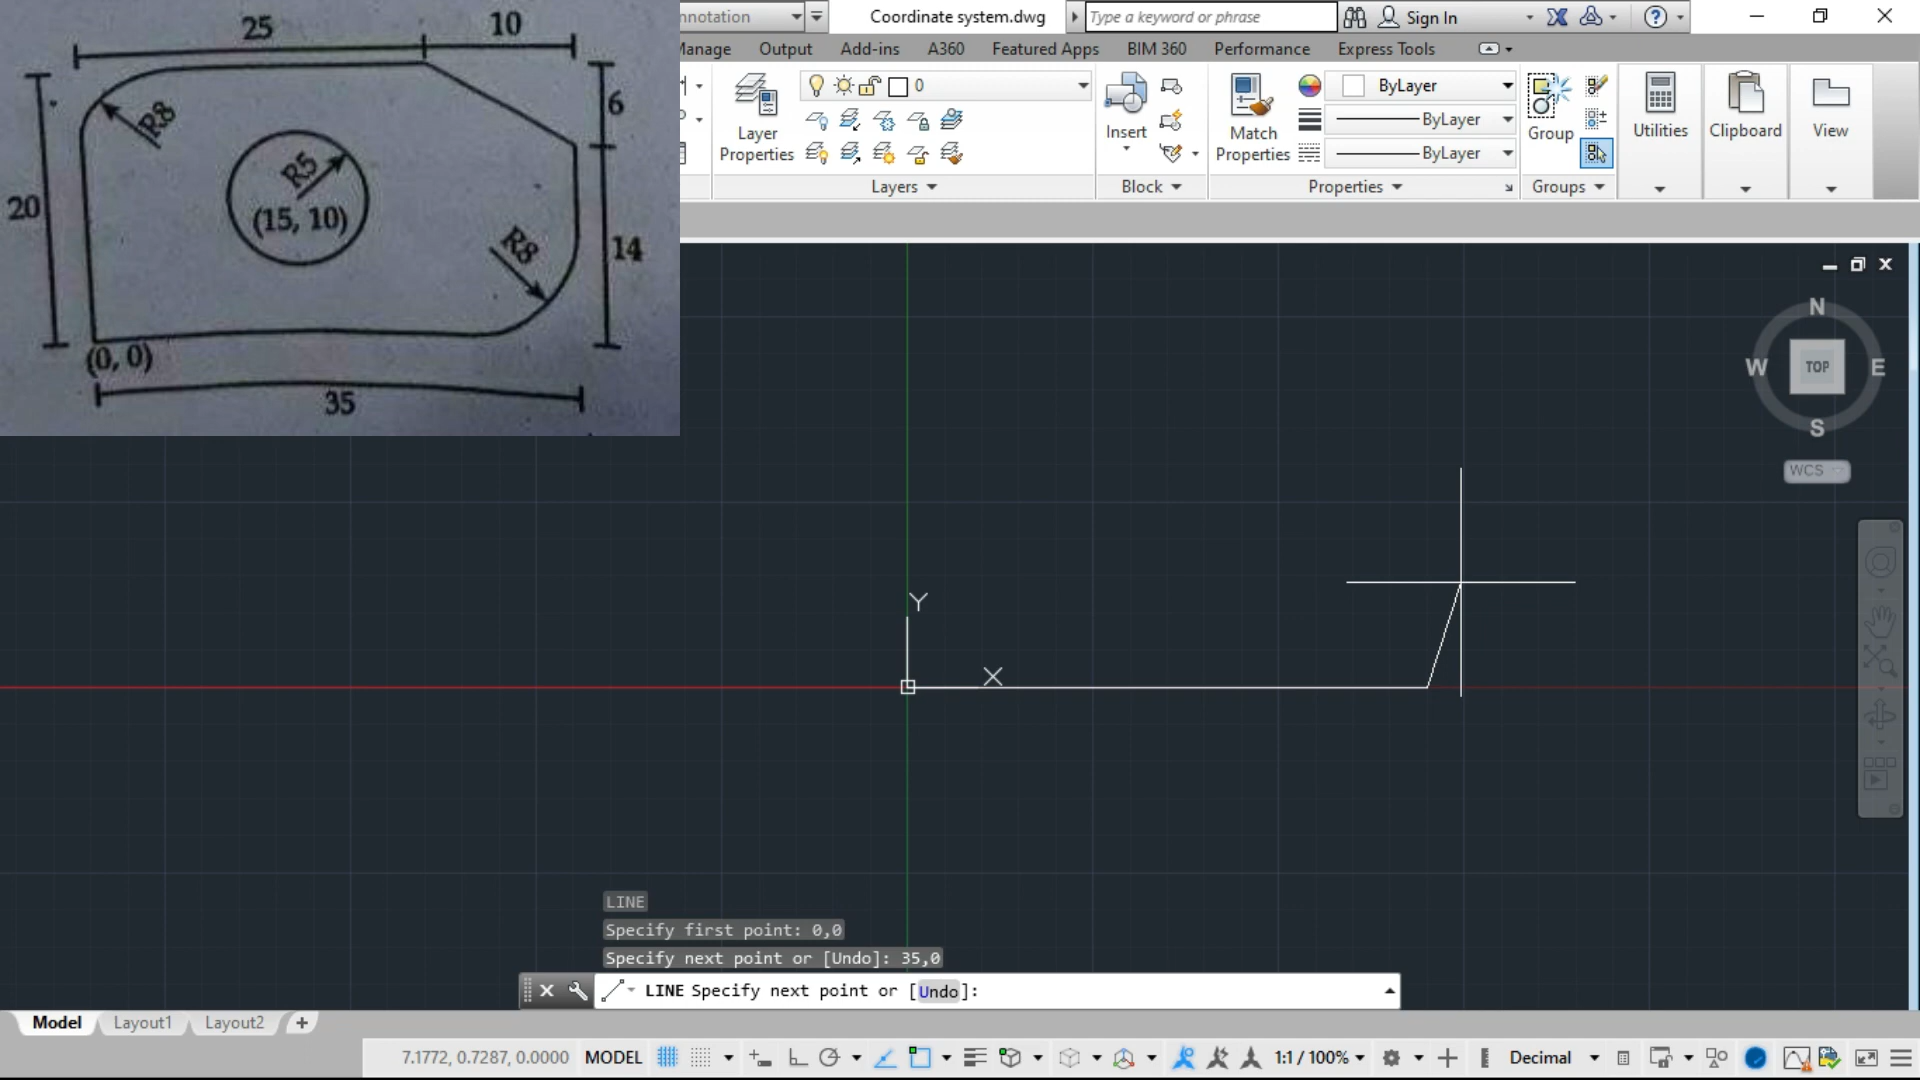 25
10
R8
6
R5
20
(15, 10)
R8
14
(0, 0)
35
nnotation
Coordinate system.dwg
Type a keyword or phrase
Sign In
Manage Output Add-ins A360 Featured Apps BIM 360 Performance Express Tools
0
ByLayer
Layer Properties
Insert
Match Properties
ByLayer
Group
ByLayer
Utilities
Clipboard
View
Layers
Block
Properties
Groups
N
W TOP E
S
WCS
Y
X
LINE
Specify first point: 0,0
Specify next point or [Undo]: 35,0
LINE Specify next point or [Undo]:
Model Layout1 Layout2 +
7.1772, 0.7287, 0.0000 MODEL 1:1 / 100% Decimal